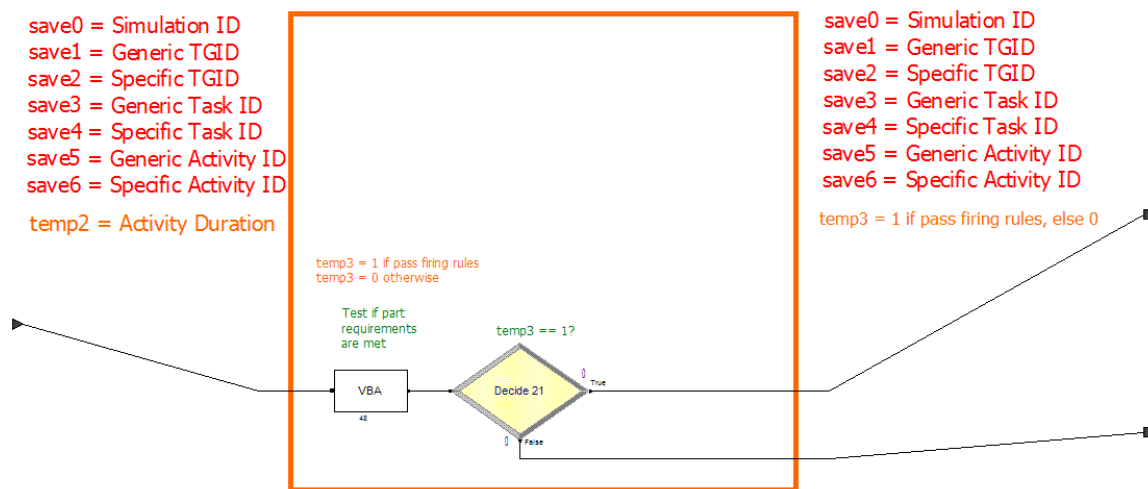 save0 = Simulation ID
save1 = Generic TGID
save2 = Specific TGID
save3 = Generic Task ID
save4 = Specific Task ID
save5 = Generic Activity ID
save6 = Specific Activity ID
temp2 = Activity Duration
temp3 = 1 if pass firing rules
temp3 = 0 otherwise
Test if part
requirements
are met
temp3 == 1?
VBA
40
Decide 21
0
True
0
False
save0 = Simulation ID
save1 = Generic TGID
save2 = Specific TGID
save3 = Generic Task ID
save4 = Specific Task ID
save5 = Generic Activity ID
save6 = Specific Activity ID
temp3 = 1 if pass firing rules, else 0